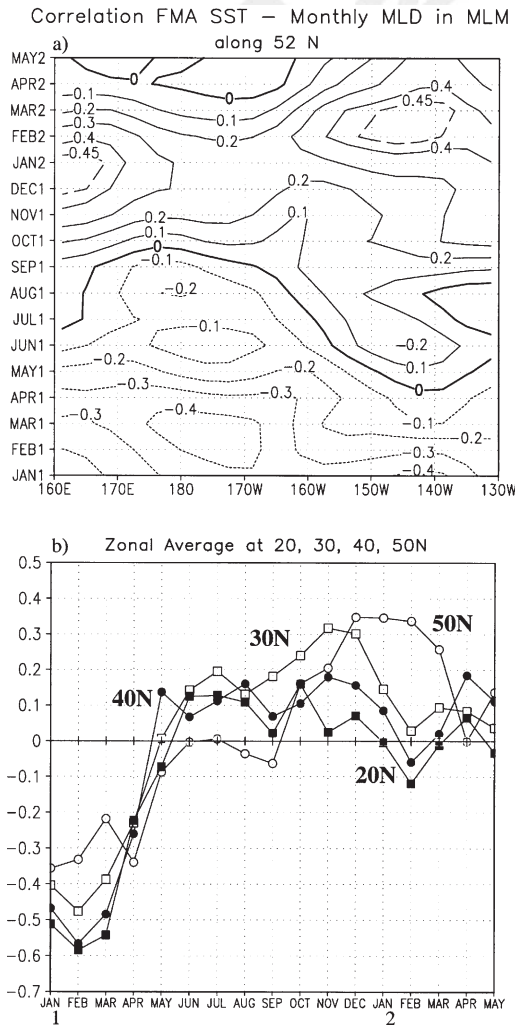 Correlation FMA SST – Monthly MLD in MLM
a) along 52 N
MAY2
APR2 0 0 0.4
-0.1 0.45
MAR2 -0.2 0.1
-0.3 0.2
FEB2 -0.4 0.4
-0.45
JAN2
DEC1
0.2
NOV1 0.2 0.1
0.1
OCT1 0 0.2
SEP1 -0.1 0.3
AUG1 -0.2 0
JUL1
-0.1
JUN1 -0.2
-0.2 0.1
MAY1
-0.3 -0.3 0
APR1
-0.3 -0.4 -0.1
MAR1
-0.2
FEB1 -0.3
-0.4
JAN1
160E 170E 180 170W 160W 150W 140W 130W
b) Zonal Average at 20, 30, 40, 50N
0.5
0.4
50N
0.3 30N
0.2
40N
0.1
0
20N
-0.1
-0.2
-0.3
-0.4
-0.5
-0.6
-0.7
JAN FEB MAR APR MAY JUN JUL AUG SEP OCT NOV DEC JAN FEB MAR APR MAY
1 2